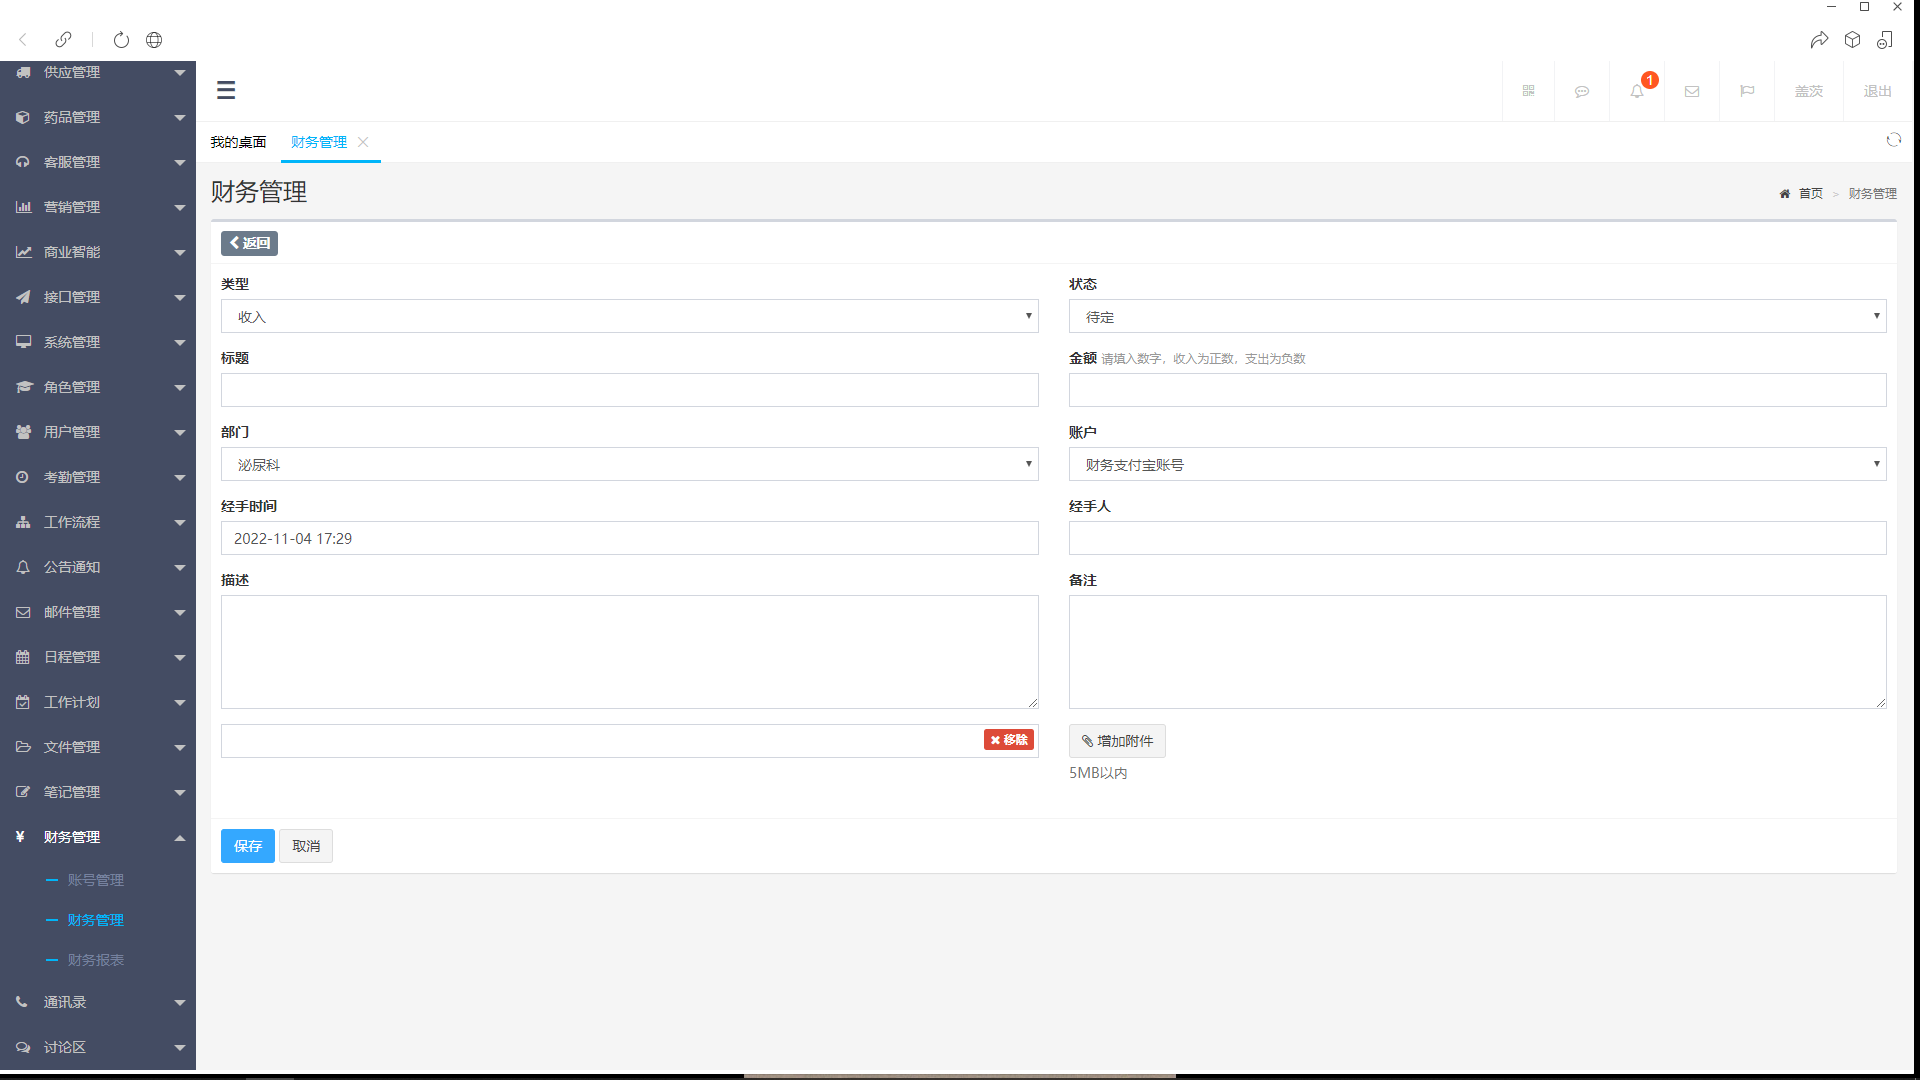 供应管理
药品管理
客服管理
营销管理
商业智能
接口管理
系统管理
角色管理
用户管理
考勤管理
工作流程
公告通知
邮件管理
日程管理
工作计划
文件管理
笔记管理
¥ 财务管理
账号管理
财务管理
财务报表
通讯录
讨论区
1
盖茨
退出
我的桌面
财务管理
财务管理
首页 > 财务管理
返回
类型
收入
状态
待定
标题
金额 请填入数字，收入为正数，支出为负数
部门
泌尿科
账户
财务支付宝账号
经手时间
2022-11-04 17:29
经手人
描述
备注
移除
增加附件
5MB以内
保存
取消